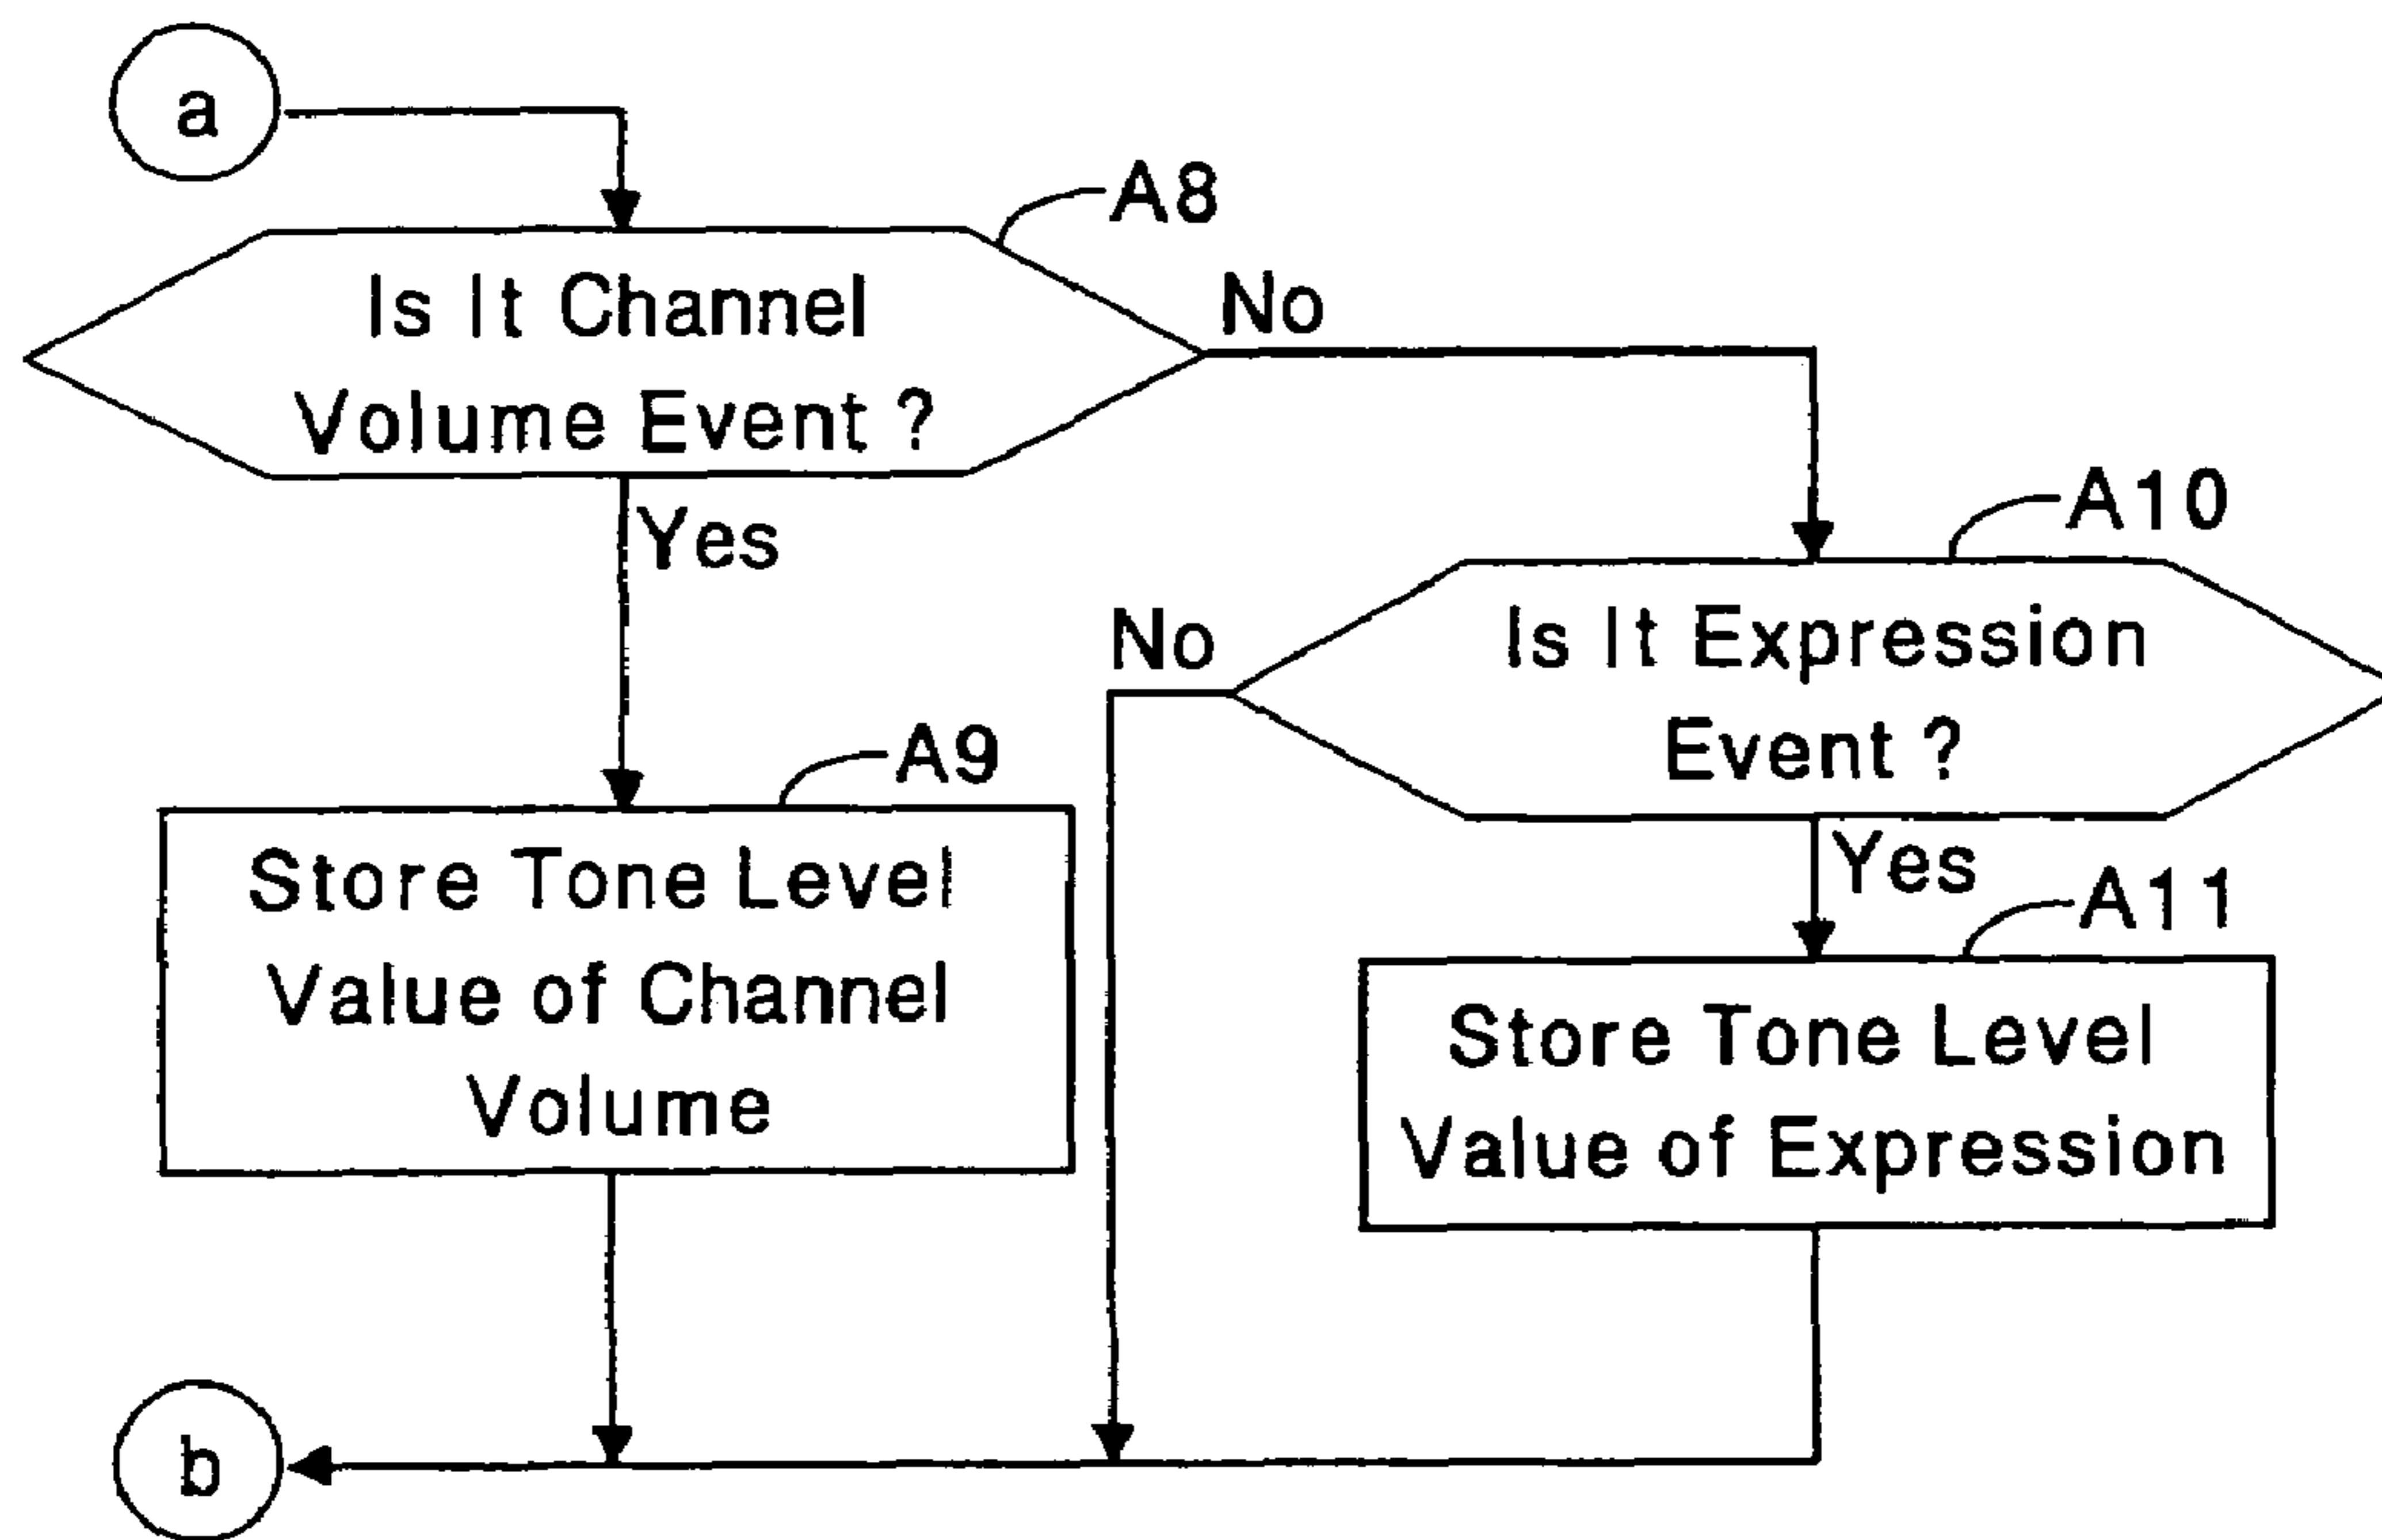 a
A8
Is It Channel
Volume Event ?
No
Yes
A10
Is It Expression
Event ?
No
Yes
A9
Store Tone Level
Value of Channel
Volume
A11
Store Tone Level
Value of Expression
b